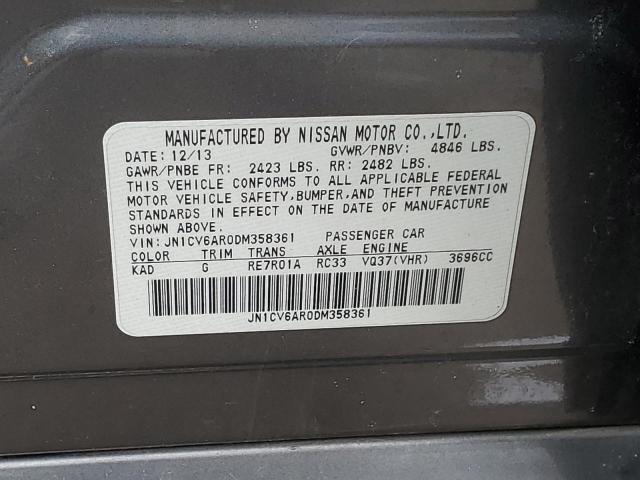 MANUFACTURED BY NISSAN MOTOR CO.,LTD.
DATE: 12/13 GVWR/PNBV: 4846 LBS.
GAWR/PNBE FR: 2423 LBS. RR: 2482 LBS.
THIS VEHICLE CONFORMS TO ALL APPLICABLE FEDERAL
MOTOR VEHICLE SAFETY,BUMPER,AND THEFT PREVENTION
STANDARDS IN EFFECT ON THE DATE OF MANUFACTURE
SHOWN ABOVE.
VIN: JN1CV6AR0DM358361 PASSENGER CAR
COLOR TRIM TRANS AXLE ENGINE
KAD G RE7R01A RC33 VQ37(VHR) 3696CC
JN1CV6AR0DM358361